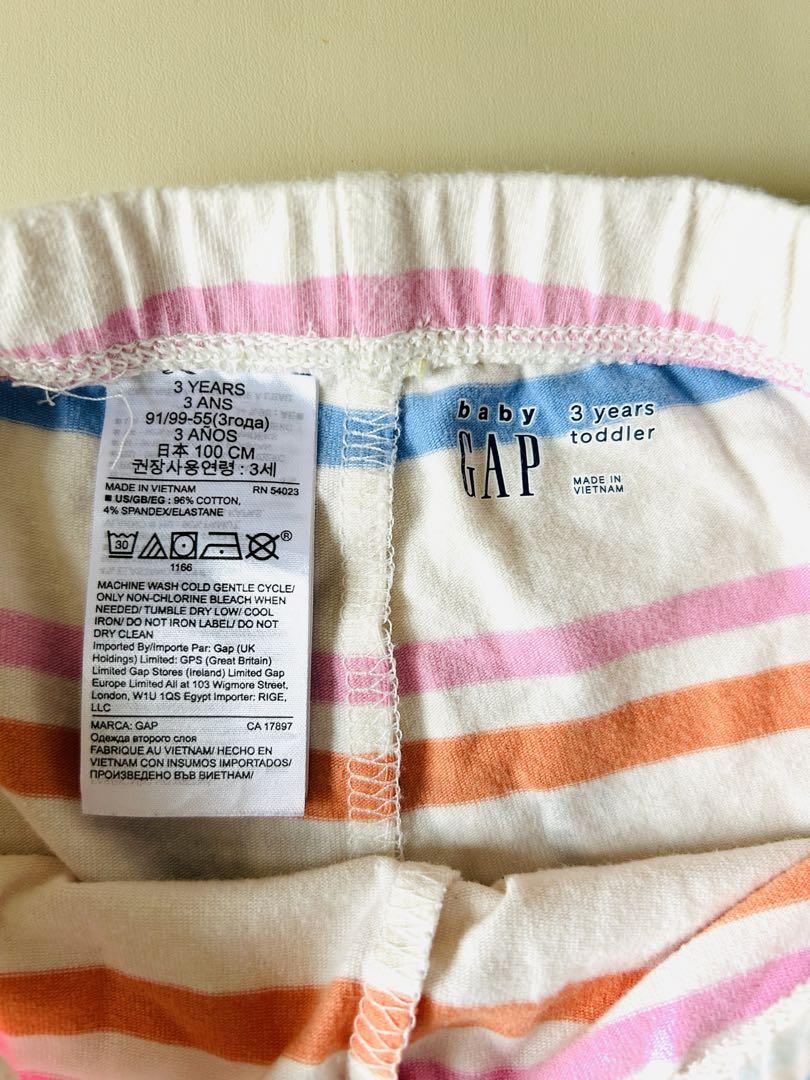 3 YEARS
3 ANS
91/99-55(3года)
3 AÑOS
日本 100 CM
권장사용연령 : 3세
MADE IN VIETNAM RN 54023
■ US/GB/EG : 96% COTTON,
4% SPANDEX/ELASTANE
30
®
1166
MACHINE WASH COLD GENTLE CYCLE/
ONLY NON-CHLORINE BLEACH WHEN
NEEDED/ TUMBLE DRY LOW/ COOL
IRON/ DO NOT IRON LABEL/ DO NOT
DRY CLEAN
Imported By/Importe Par: Gap (UK
Holdings) Limited: GPS (Great Britain)
Limited Gap Stores (Ireland) Limited Gap
Europe Limited All at 103 Wigmore Street,
London, W1U 1QS Egypt Importer: RIGE,
LLC
MARCA: GAP CA 17897
Одежда второго слоя
FABRIQUE AU VIETNAM/ HECHO EN
VIETNAM CON INSUMOS IMPORTADOS/
ПРОИЗВЕДЕНО ВЪВ ВИЕТНАМ/
baby
GAP
3 years
toddler
MADE IN
VIETNAM